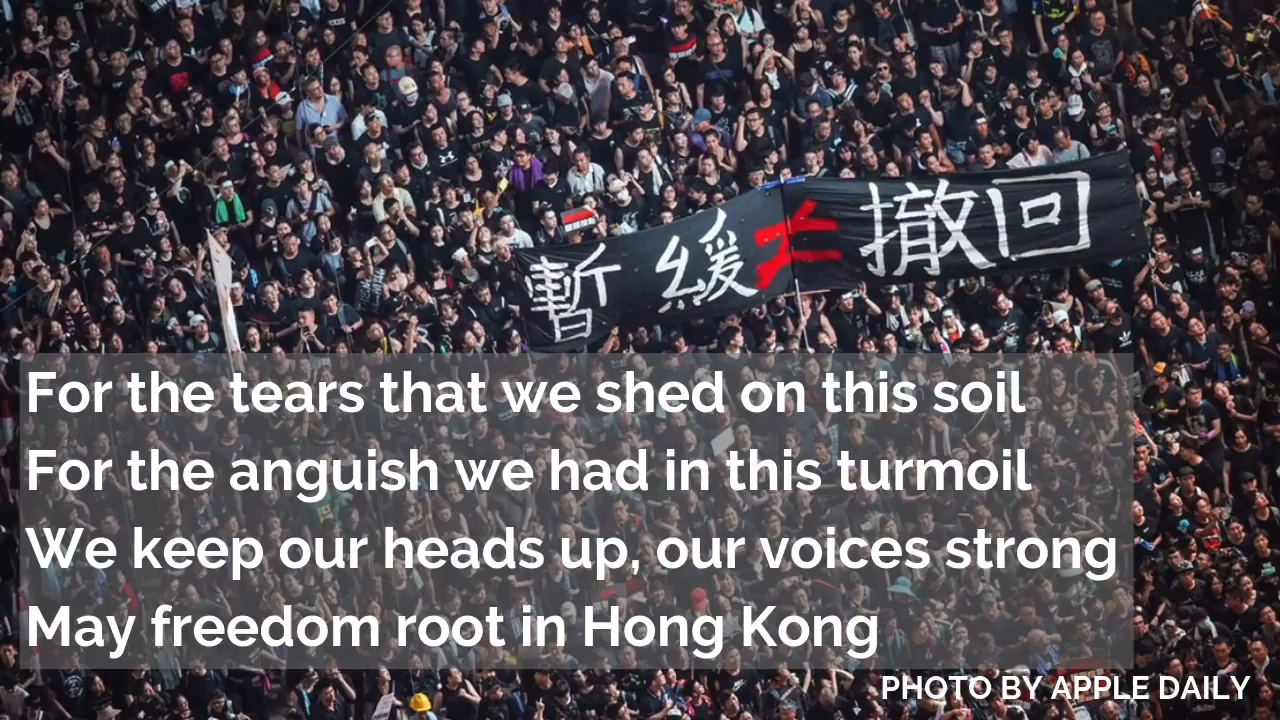 暫緩≠撤回
For the tears that we shed on this soil
For the anguish we had in this turmoil
We keep our heads up, our voices strong
May freedom root in Hong Kong
PHOTO BY APPLE DAILY